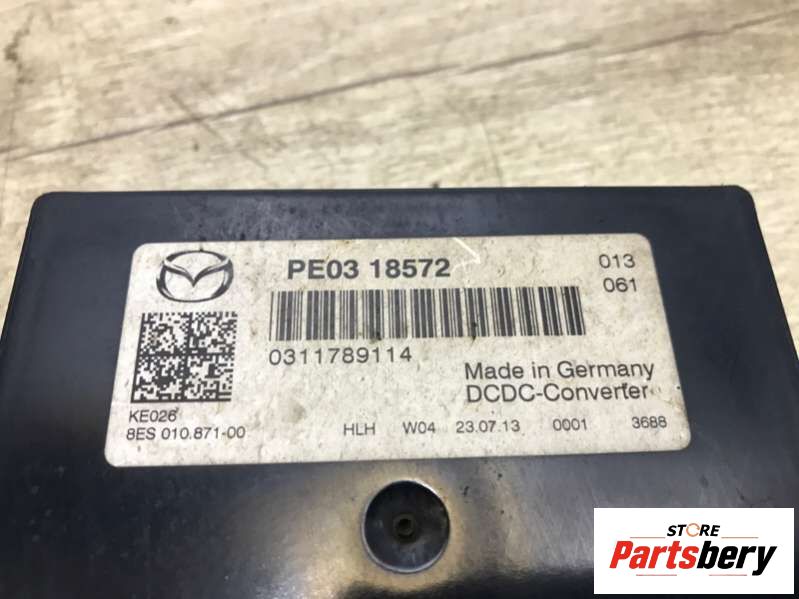 PE03 18572
013
061
0311789114
Made in Germany
DCDC-Converter
KE026
8ES 010.871-00
HLH W04 23.07.13 0001 3688
STORE
Partsbery